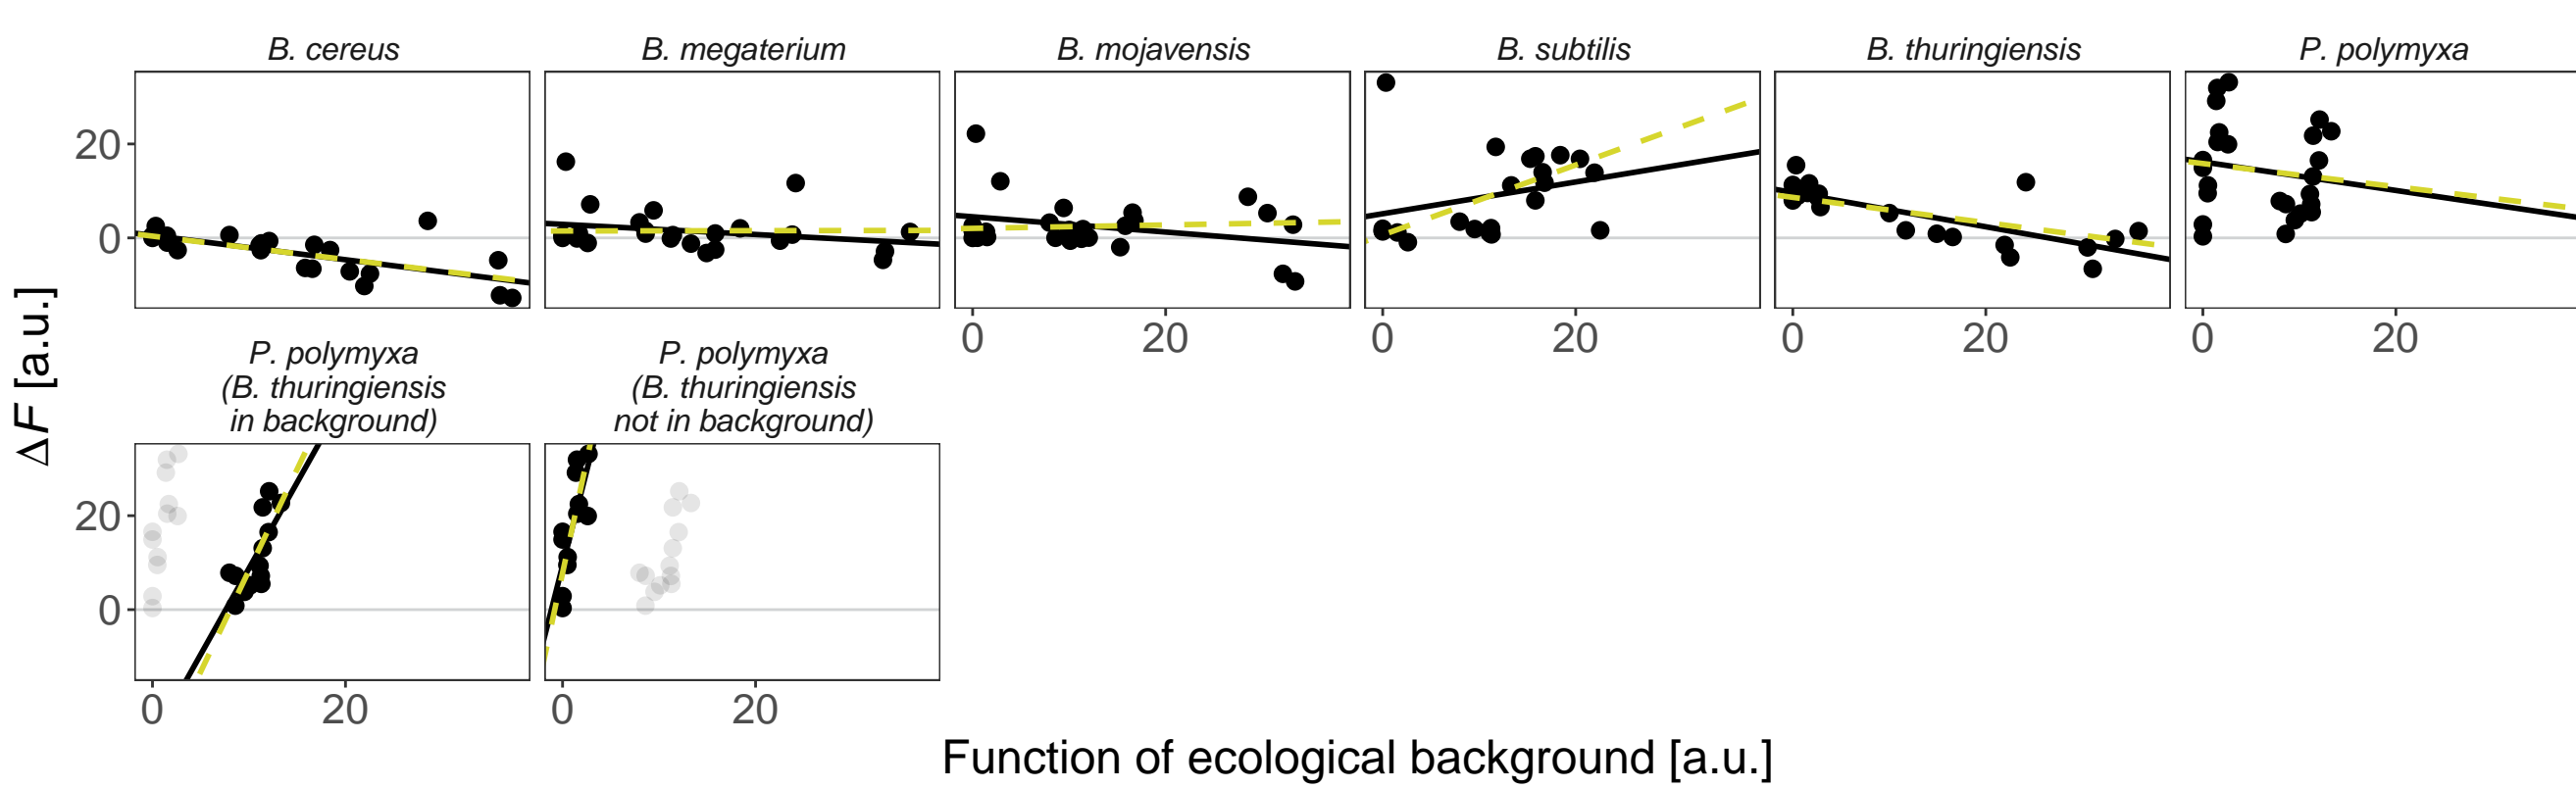 B. cereus
B. megaterium
B. mojavensis
B. subtilis
B. thuringiensis
P. polymyxa
20
0
0 20
0 20
0 20
0 20
P. polymyxa
(B. thuringiensis
in background)
P. polymyxa
(B. thuringiensis
not in background)
20
0
0 20
0 20
ΔF [a.u.]
Function of ecological background [a.u.]